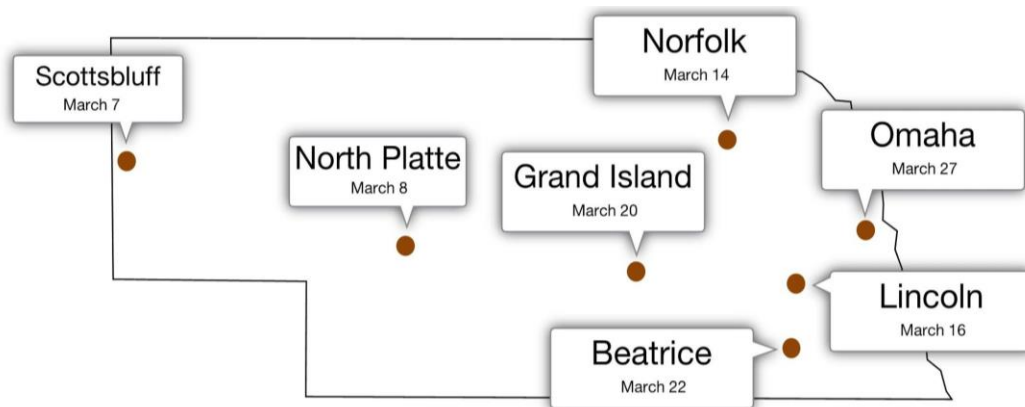 Norfolk
March 14
Scottsbluff
March 7
Omaha
March 27
North Platte
March 8
Grand Island
March 20
Lincoln
March 16
Beatrice
March 22